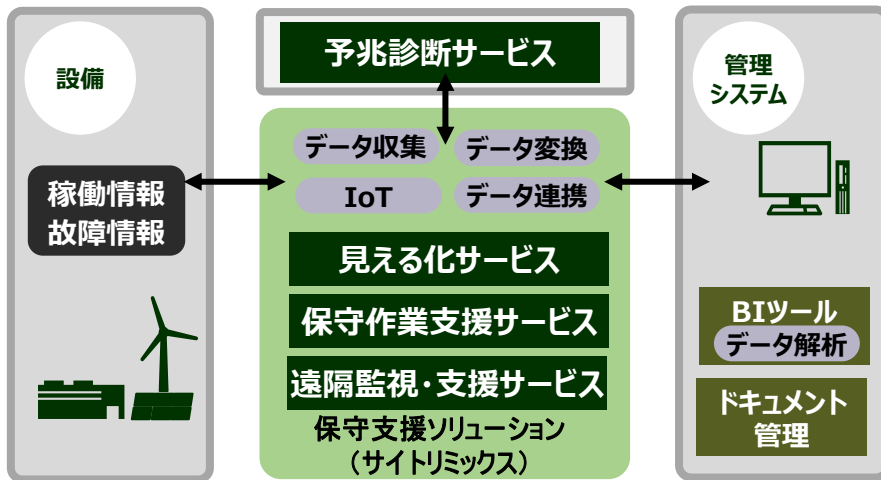 設備
稼働情報
故障情報
予兆診断サービス
データ収集
データ変換
IoT
データ連携
見える化サービス
保守作業支援サービス
遠隔監視・支援サービス
保守支援ソリューション
（サイトリミックス）
管理
システム
BIツール
データ解析
ドキュメント
管理